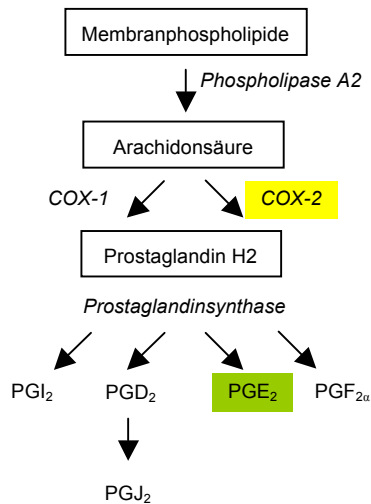 Membranphospholipide
Phospholipase A2
Arachidonsäure
COX-1 COX-2
Prostaglandin H2
Prostaglandinsynthase
PGI₂ PGD₂ PGE₂ PGF₂α
PGJ₂